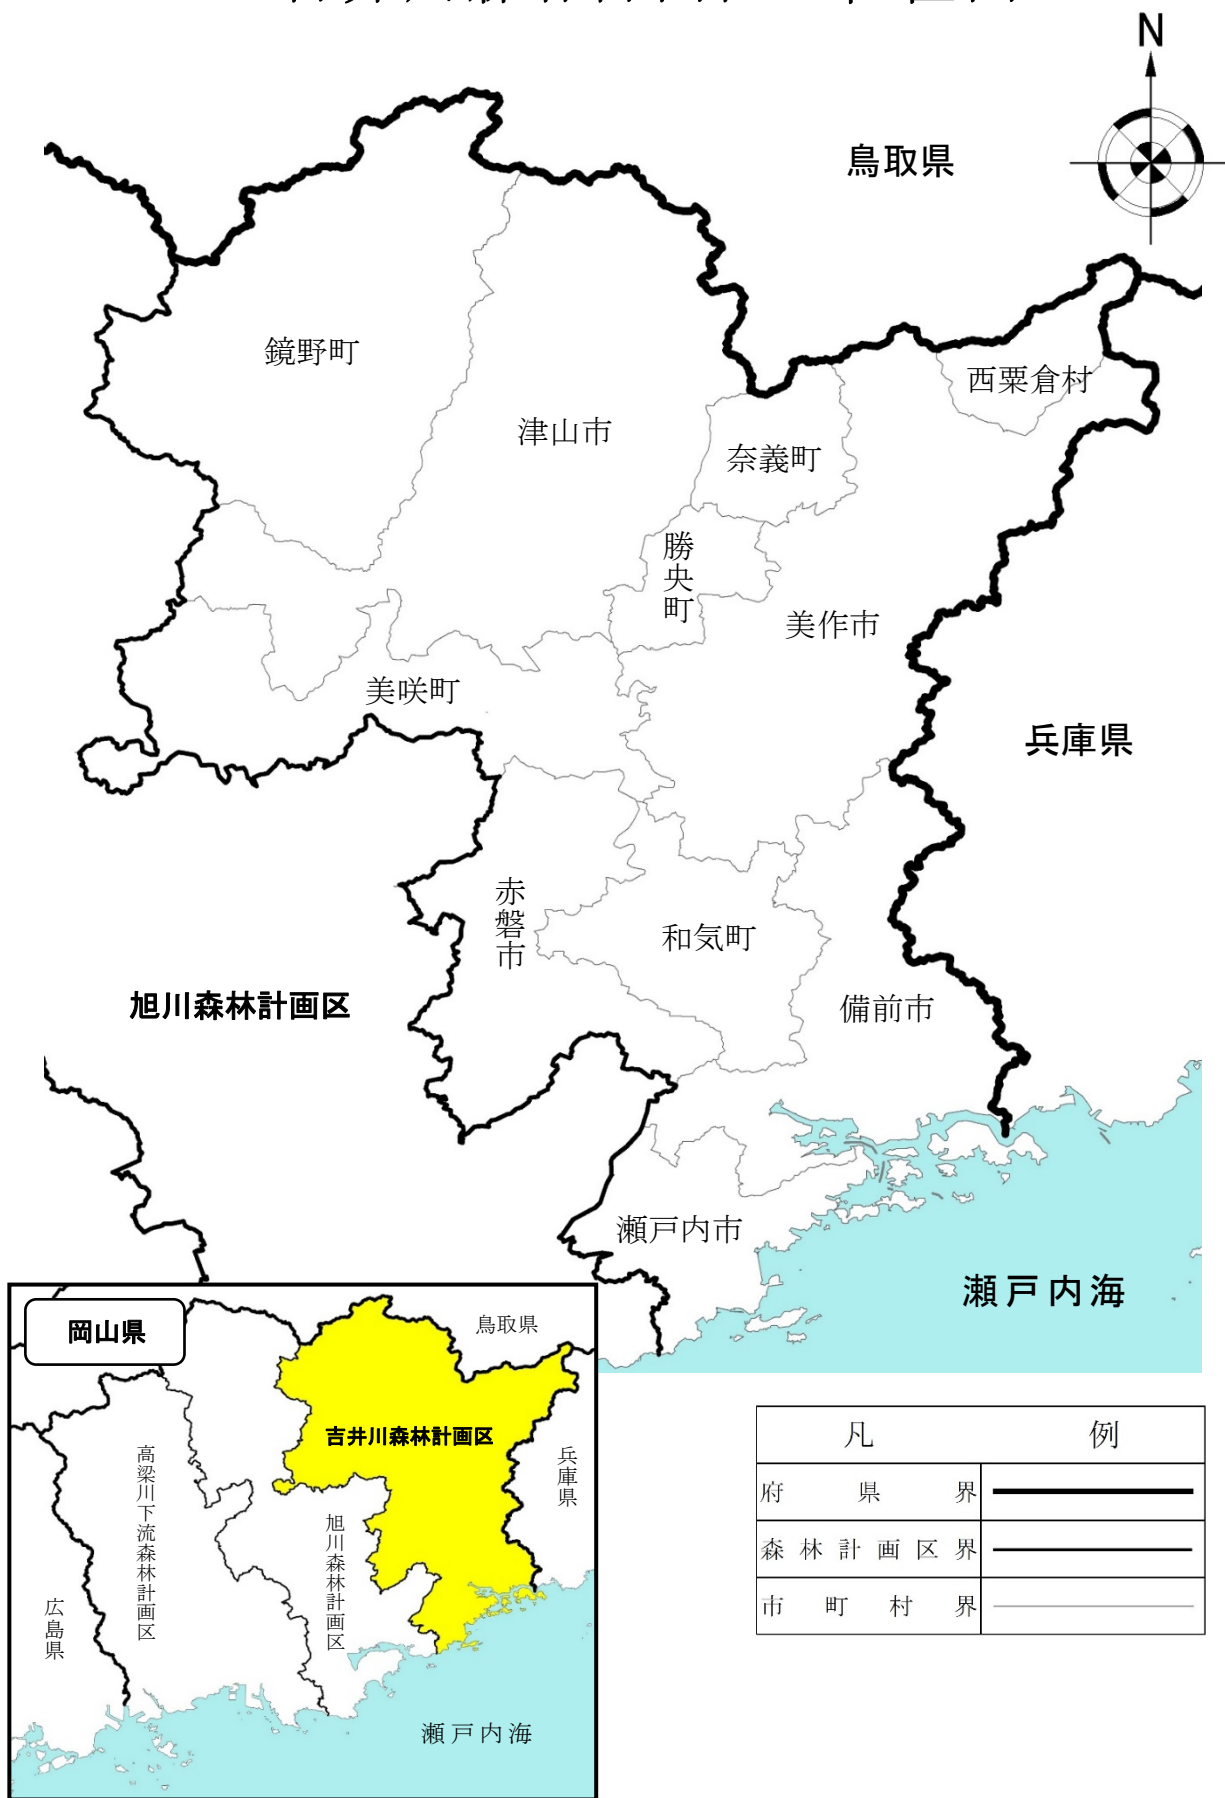 N
鳥取県
鏡野町
西粟倉村
津山市
奈義町
勝央町
美作市
美咲町
兵庫県
赤磐市
和気町
旭川森林計画区
備前市
瀬戸内市
瀬戸内海
岡山県
鳥取県
吉井川森林計画区
兵庫県
高梁川下流森林計画区
旭川森林計画区
広島県
瀬戸内海
凡 例
府 県 界
森 林 計 画 区 界
市 町 村 界